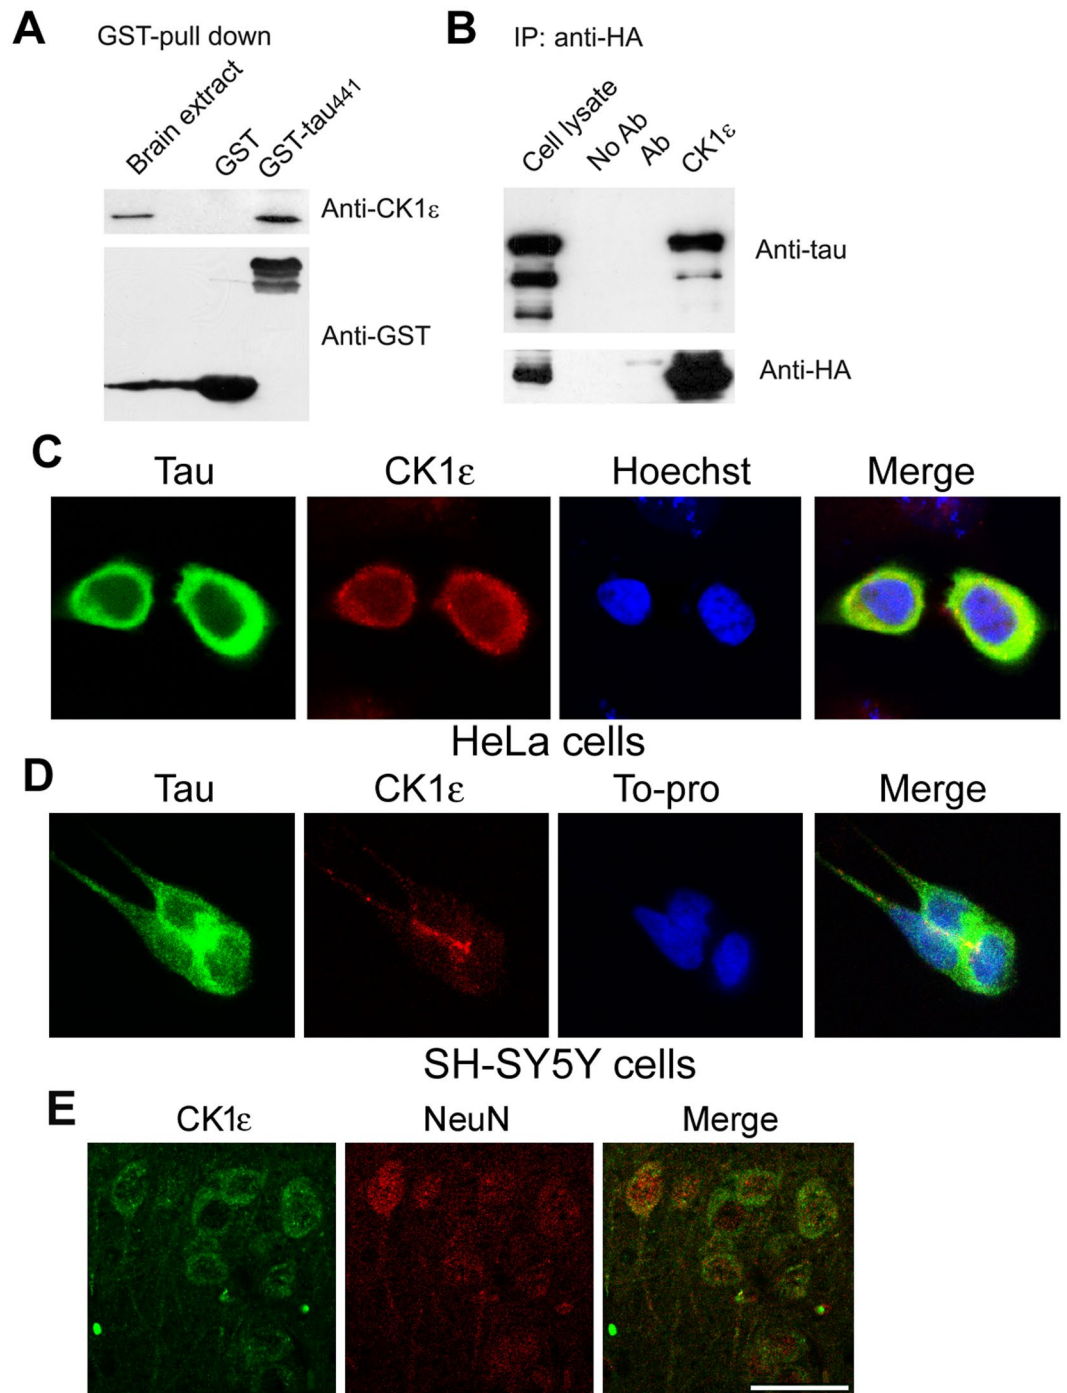 A
GST-pull down
Brain extract
GST
GST-tau441
Anti-CK1ε
Anti-GST
B
IP: anti-HA
Cell lysate
No Ab
Ab
CK1ε
Anti-tau
Anti-HA
C
Tau CK1ε Hoechst Merge
HeLa cells
D
Tau CK1ε To-pro Merge
SH-SY5Y cells
E
CK1ε NeuN Merge